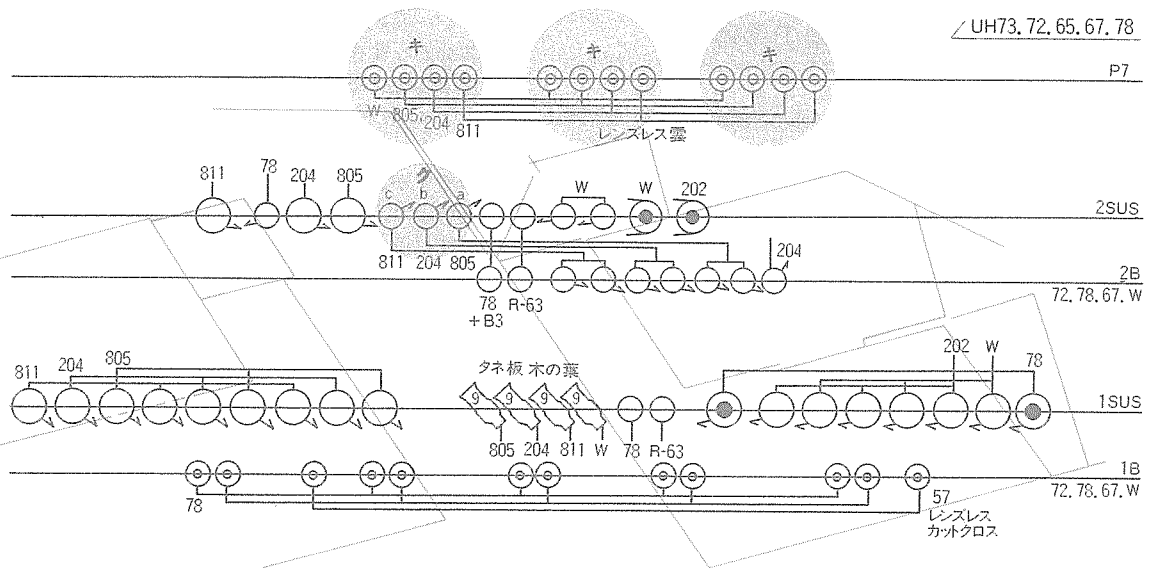 UH73. 72. 65. 67. 78
キ キ キ
P7
W 805. 204 811
レンズレス雲
811 78 204 805
グ
c b a
W W 202
2SUS
811 204 805
204
2B
78 R-63
+B3
72. 78. 67. W
811 204 805
タネ板 木の葉
202 W 78
9 9 9 9
1SUS
805 204 811 W 78 R-63
1B
78
57
72. 78. 67. W
レンズレス
カットクロス